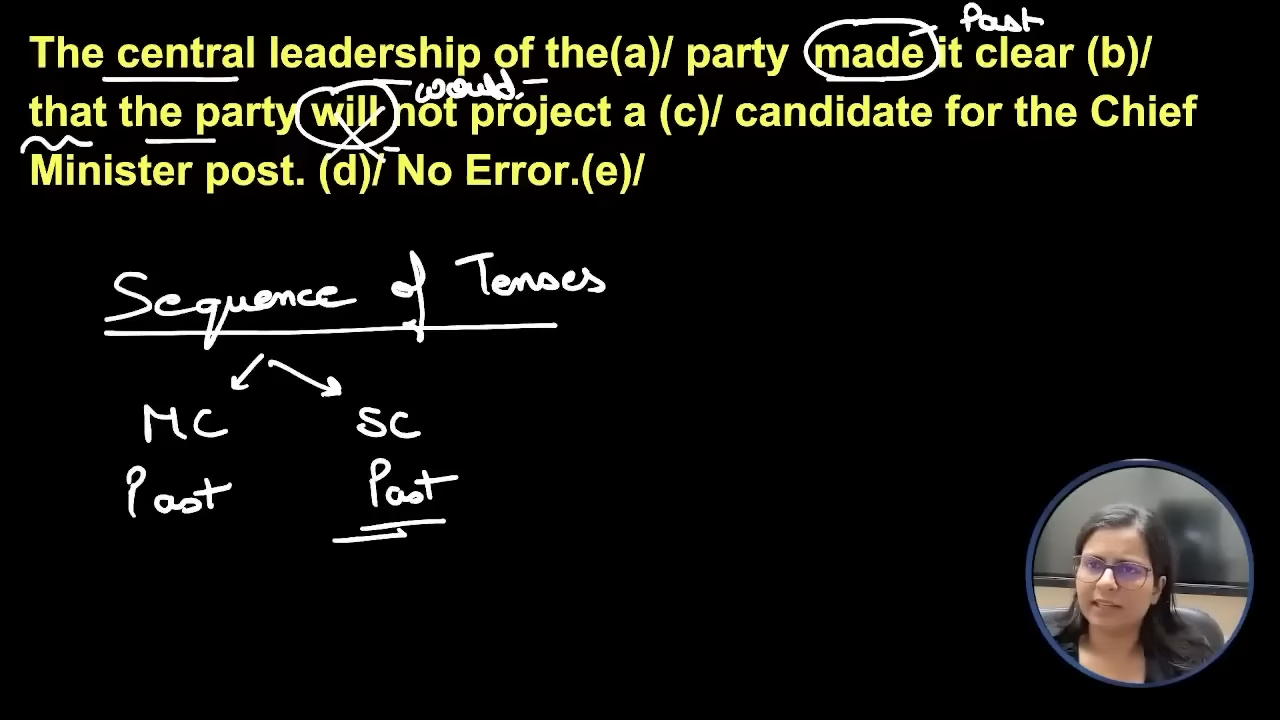 Past
The central leadership of the(a)/ party made it clear (b)/
would.
that the party will not project a (c)/ candidate for the Chief
Minister post. (d)/ No Error.(e)/
Sequence of Tenses
MC SC
Past Past